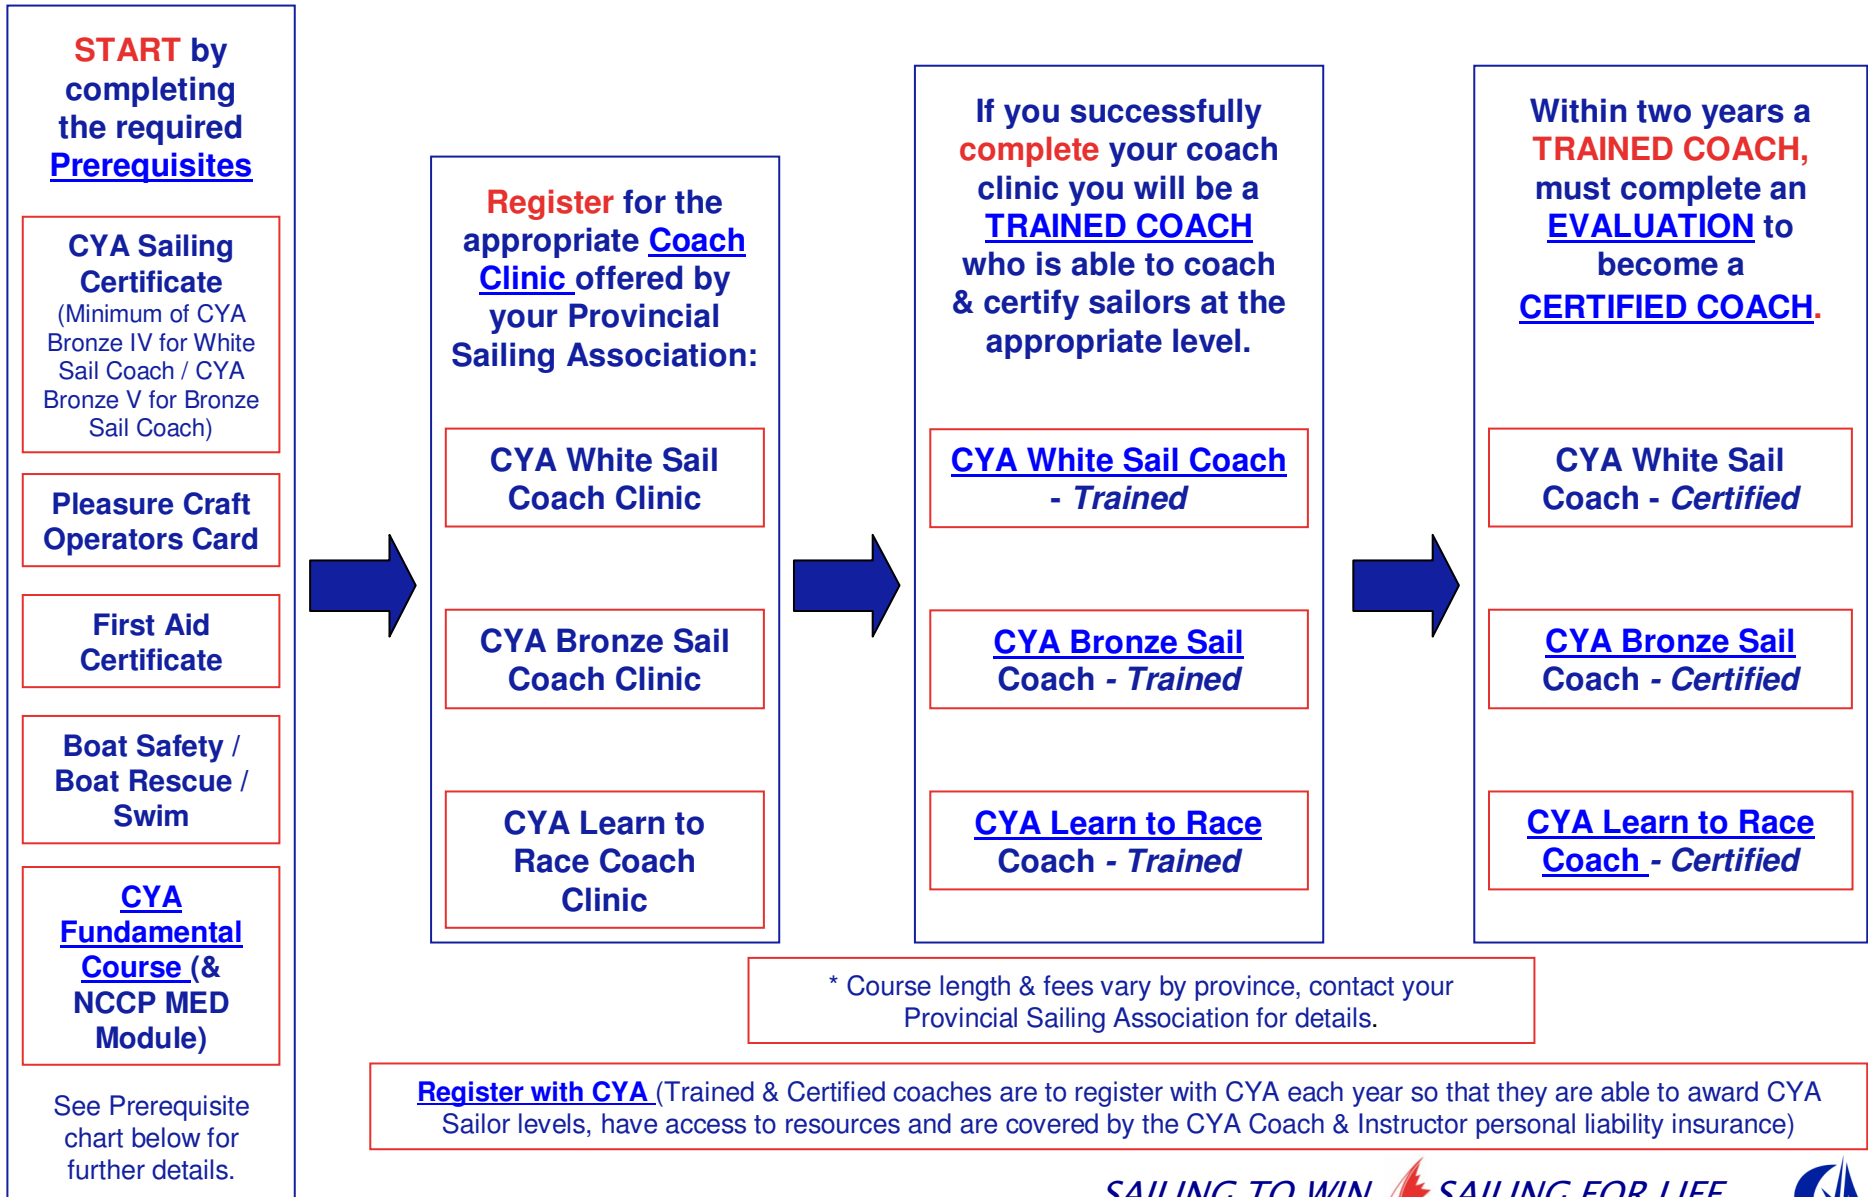 START by
completing
the required
Prerequisites
CYA Sailing
Certificate
(Minimum of CYA
Bronze IV for White
Sail Coach / CYA
Bronze V for Bronze
Sail Coach)
Pleasure Craft
Operators Card
First Aid
Certificate
Boat Safety /
Boat Rescue /
Swim
CYA
Fundamental
Course (&
NCCP MED
Module)
See Prerequisite
chart below for
further details.
Register for the
appropriate Coach
Clinic offered by
your Provincial
Sailing Association:
CYA White Sail
Coach Clinic
CYA Bronze Sail
Coach Clinic
CYA Learn to
Race Coach
Clinic
If you successfully
complete your coach
clinic you will be a
TRAINED COACH
who is able to coach
& certify sailors at the
appropriate level.
CYA White Sail Coach
- Trained
CYA Bronze Sail
Coach - Trained
CYA Learn to Race
Coach - Trained
Within two years a
TRAINED COACH,
must complete an
EVALUATION to
become a
CERTIFIED COACH.
CYA White Sail
Coach - Certified
CYA Bronze Sail
Coach - Certified
CYA Learn to Race
Coach - Certified
* Course length & fees vary by province, contact your
Provincial Sailing Association for details.
Register with CYA (Trained & Certified coaches are to register with CYA each year so that they are able to award CYA
Sailor levels, have access to resources and are covered by the CYA Coach & Instructor personal liability insurance)
SAILING TO WIN SAILING FOR LIFE